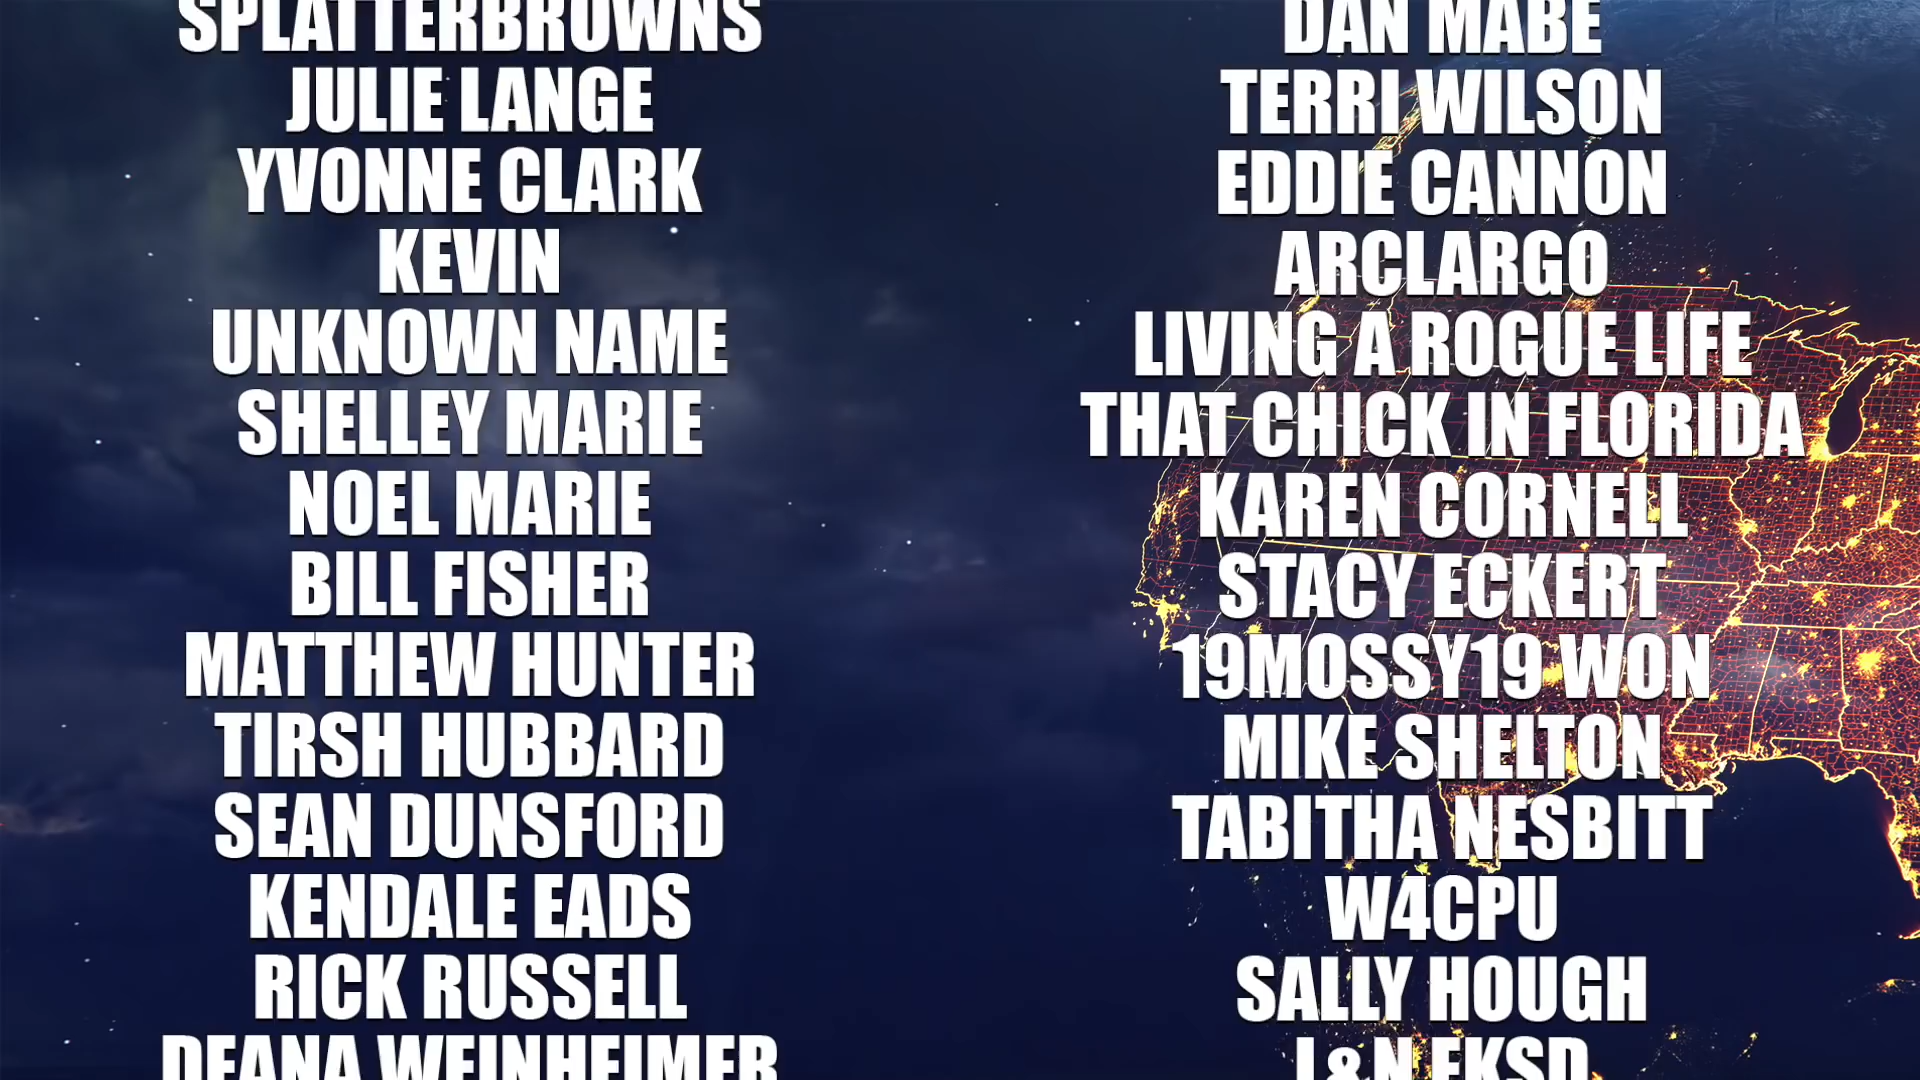 SPLATTERBROWNS
JULIE LANGE
YVONNE CLARK
KEVIN
UNKNOWN NAME
SHELLEY MARIE
NOEL MARIE
BILL FISHER
MATTHEW HUNTER
TIRSH HUBBARD
SEAN DUNSFORD
KENDALE EADS
RICK RUSSELL
DEANA WEINHEIMER
DAN MABE
TERRI WILSON
EDDIE CANNON
ARCLARGO
LIVING A ROGUE LIFE
THAT CHICK IN FLORIDA
KAREN CORNELL
STACY ECKERT
19MOSSY19 WON
MIKE SHELTON
TABITHA NESBITT
W4CPU
SALLY HOUGH